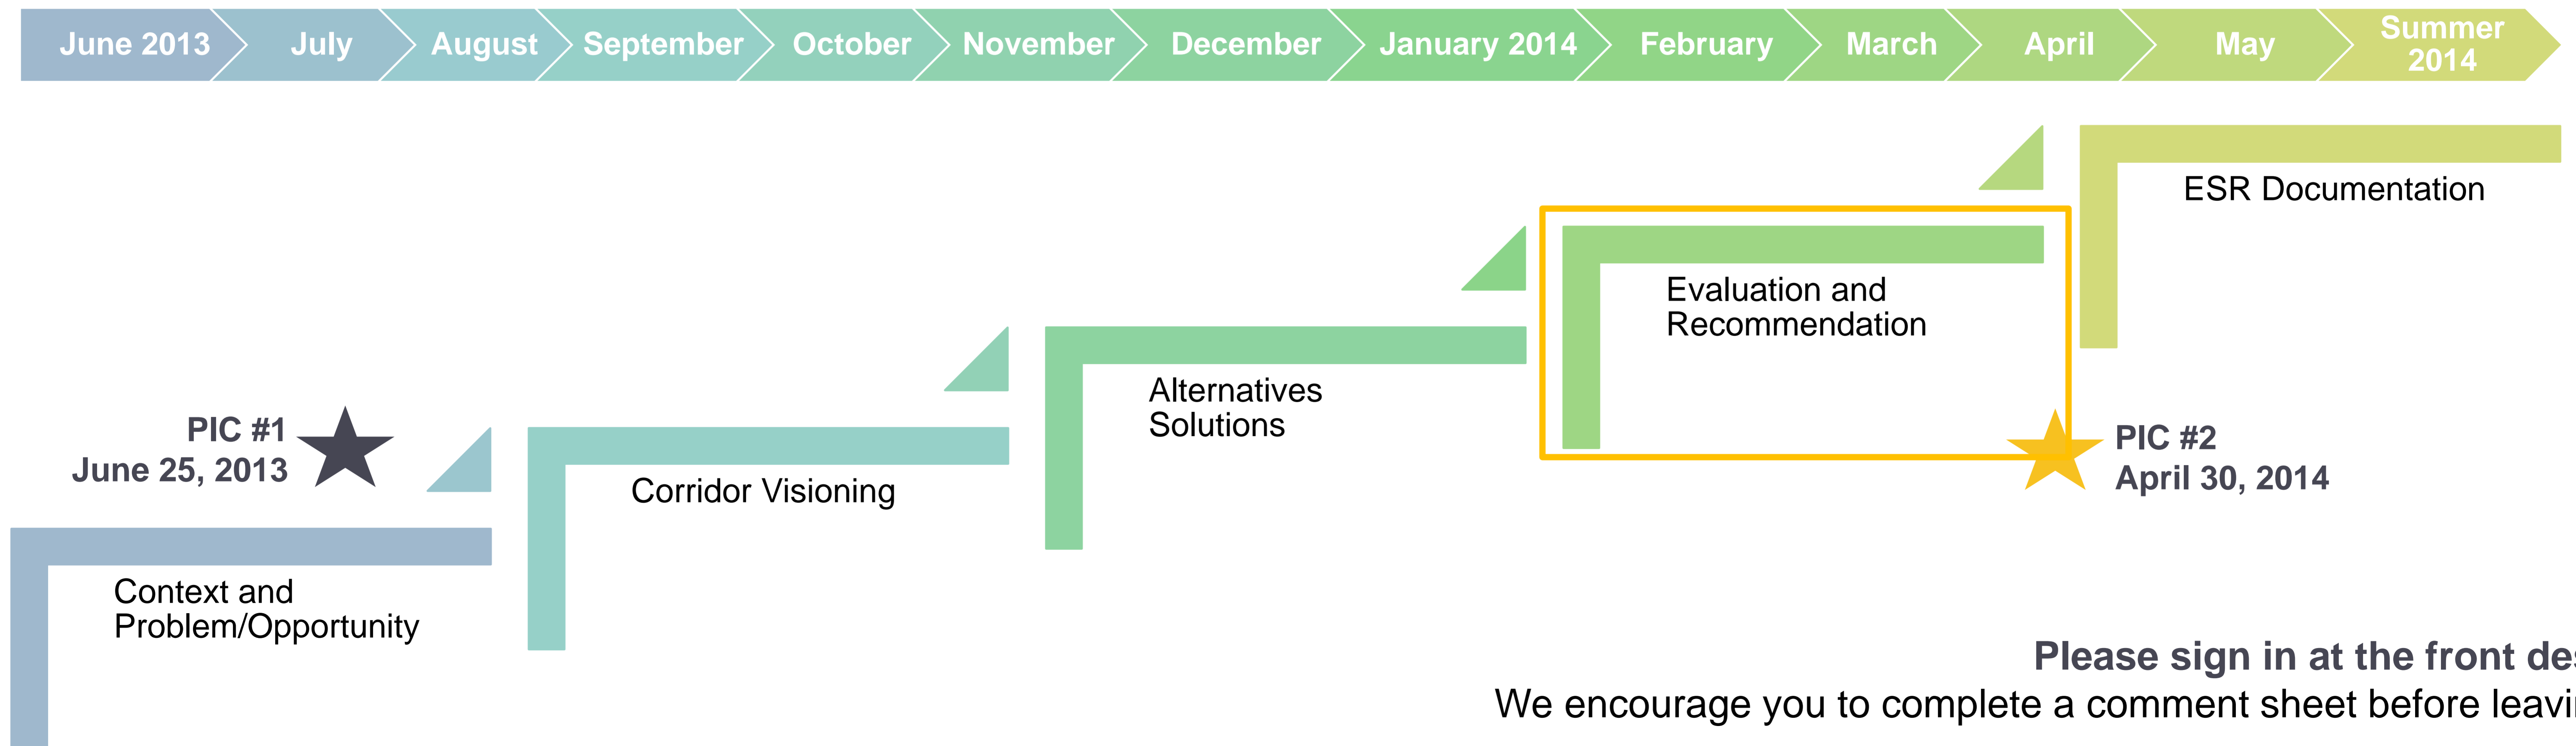 June 2013
July
August
September
October
November
December
January 2014
February
March
April
May
Summer
2014
ESR Documentation
Evaluation and
Recommendation
Alternatives
Solutions
PIC #1
June 25, 2013
PIC #2
April 30, 2014
Corridor Visioning
Context and
Problem/Opportunity
Please sign in at the front
We encourage you to complete a comment sheet before